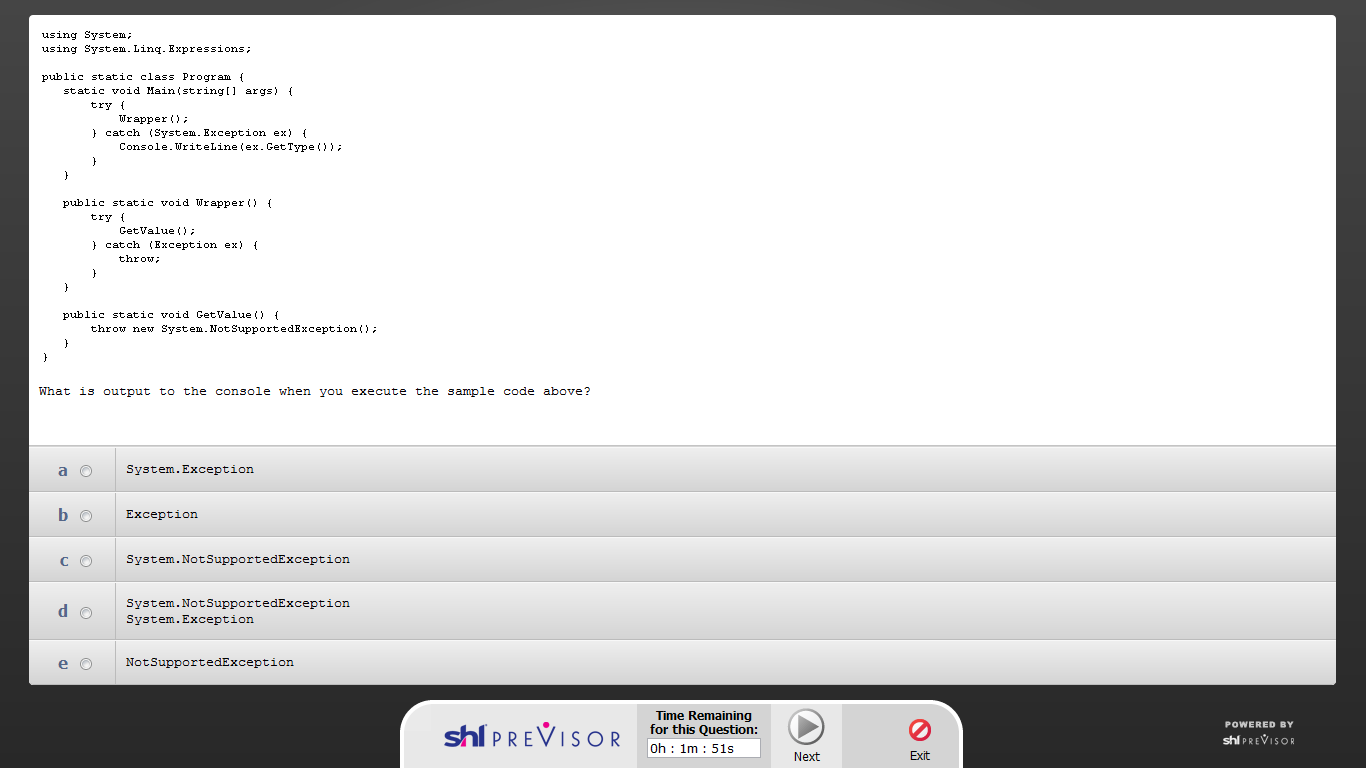 using System;
using System.Linq.Expressions;
public static class Program {
static void Main(string[] args) {
try {
Wrapper();
} catch (System.Exception ex) {
Console.WriteLine(ex.GetType());
}
}
public static void Wrapper() {
try {
GetValue();
} catch (Exception ex) {
throw;
}
}
public static void GetValue() {
throw new System.NotSupportedException();
}
}
What is output to the console when you execute the sample code above?
a System.Exception
b Exception
c System.NotSupportedException
d System.NotSupportedException
System.Exception
e NotSupportedException
shl PREVISOR
Time Remaining
for this Question:
0h : 1m : 51s
Next
Exit
POWERED BY
shl PREVISOR